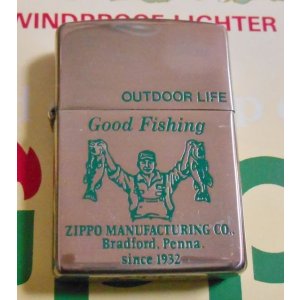 WINDPROOF LIGHTER
OUTDOOR LIFE
Good Fishing
ZIPPO MANUFACTURING CO.,
Bradford, Penna.
since 1932